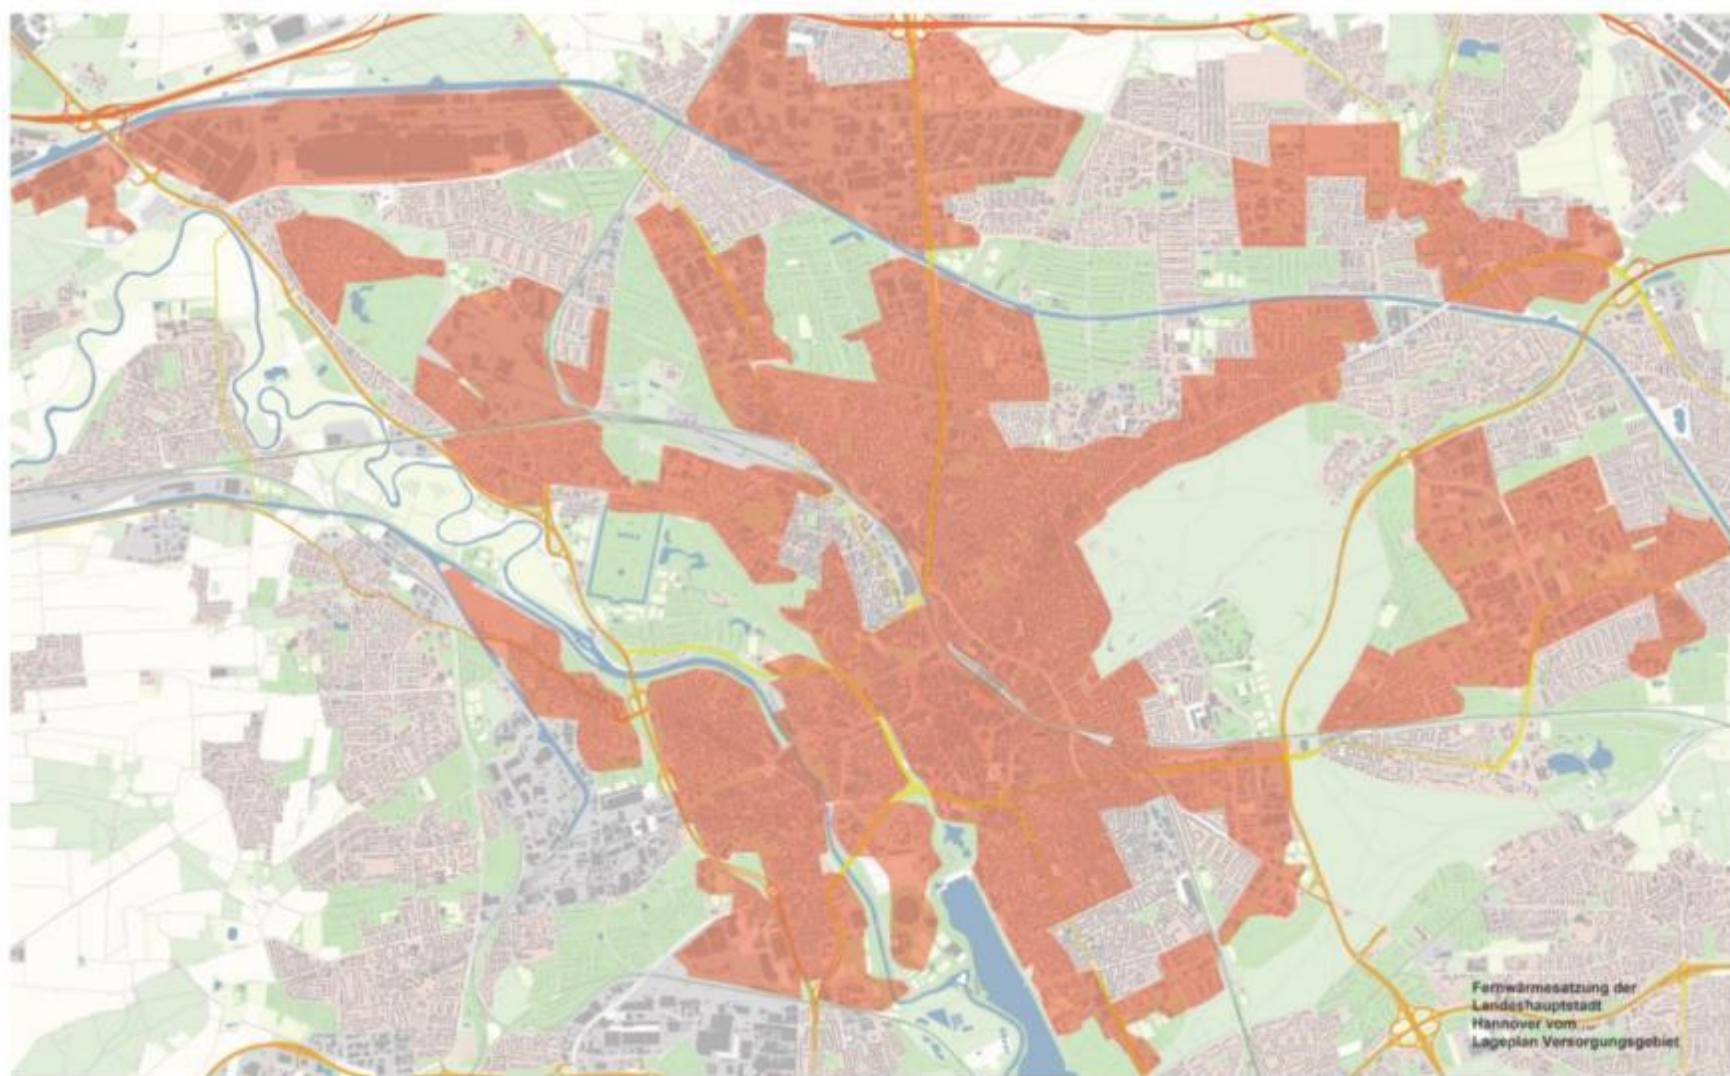 Fernwärmesatzung der
Landeshauptstadt
Hannover vom ...
Lageplan Versorgungsgebiet